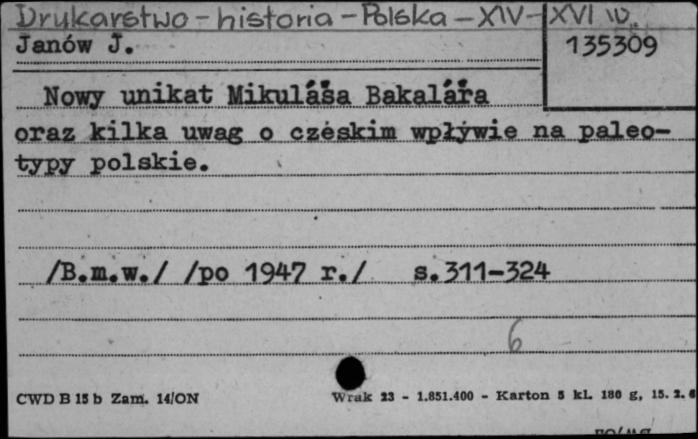 Drukarstwo - historia - Polska - XIV - XVI w.
Janów J.
135309
Nowy unikat Mikuláša Bakalářa
oraz kilka uwag o czeskim wpływie na paleo-
typy polskie.
/B.m.w./ /po 1947 r./ s.311-324
6
CWD B 15 b Zam. 14/ON
Wrak 23 - 1.851.400 - Karton 5 kl. 180 g, 15. 2. 6